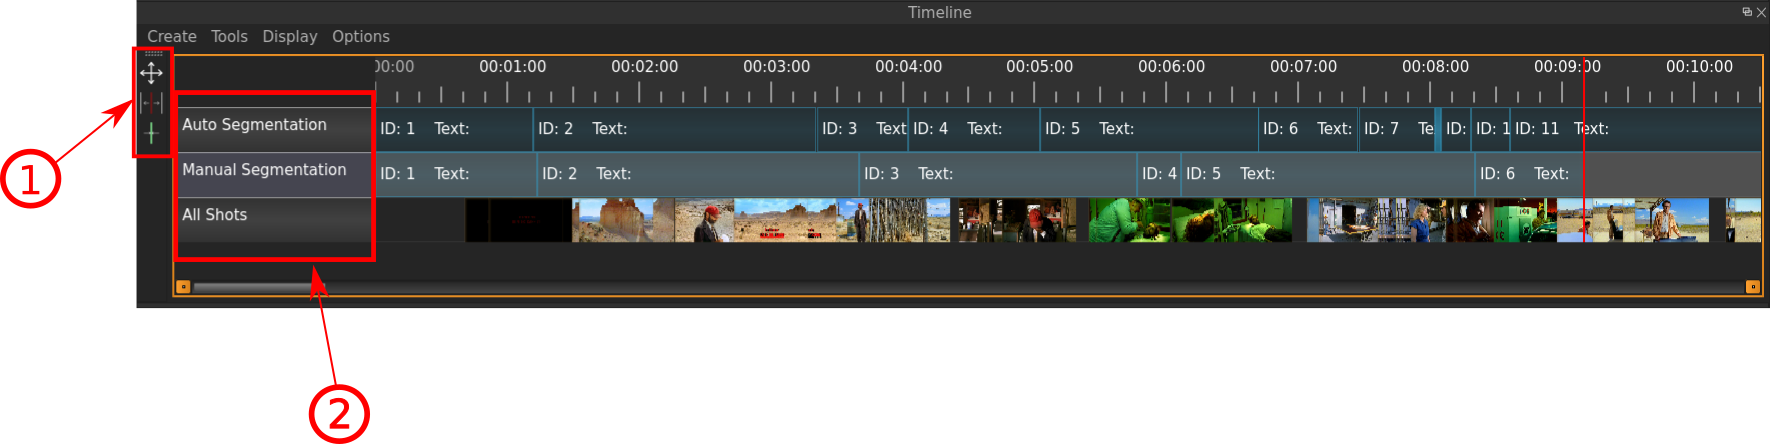 Timeline
Create Tools Display Options
00:00 00:01:00 00:02:00 00:03:00 00:04:00 00:05:00 00:06:00 00:07:00 00:08:00 00:09:00 00:10:00
Auto Segmentation ID: 1 Text: ID: 2 Text: ID: 3 Text ID: 4 Text: ID: 5 Text: ID: 6 Text: ID: 7 Te ID: ID: 1 ID: 11 Text:
Manual Segmentation ID: 1 Text: ID: 2 Text: ID: 3 Text: ID: 4 ID: 5 Text: ID: 6 Text:
All Shots
1
2